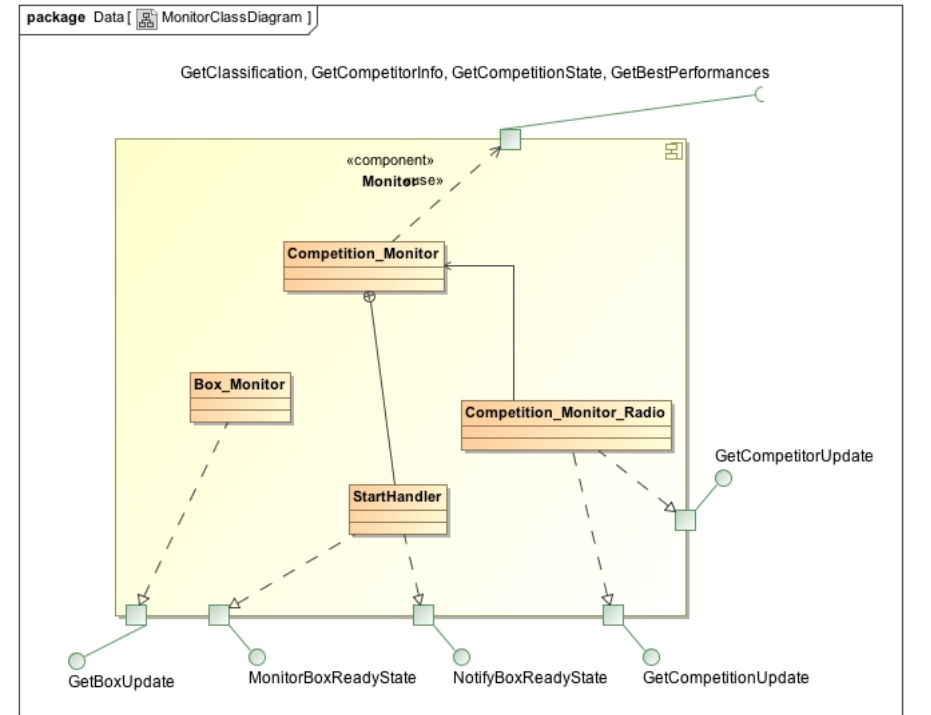 package Data [ MonitorClassDiagram ]
GetClassification, GetCompetitorInfo, GetCompetitionState, GetBestPerformances
«component»
Monitor «use»
Competition_Monitor
Box_Monitor
Competition_Monitor_Radio
GetCompetitorUpdate
StartHandler
GetBoxUpdate
MonitorBoxReadyState
NotifyBoxReadyState
GetCompetitionUpdate